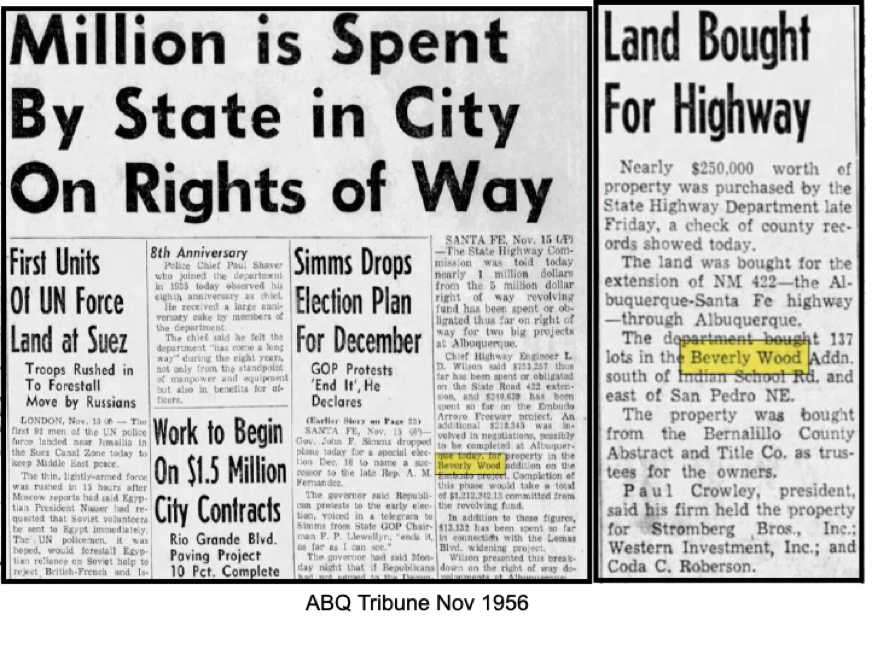 Million is Spent
By State in City
On Rights of Way
First Units
Of UN Force
Land at Suez
Troops Rushed in
To Forestall
Move by Russians
LONDON, Nov. 15 (P) — The
first 92 men of the UN police
force landed near Ismailia in
the Suez Canal Zone today to
keep Middle East peace.
The thin, lightly-armed force
was rushed in 15 hours after
Moscow reports had said Egyp-
tian President Nasser had re-
quested that Soviet volunteers
be sent to Egypt immediately.
The UN policemen, it was
hoped, would forestall Egyp-
tian reliance on Soviet help to
reject British-French and Is-
8th Anniversary
Police Chief Paul Shaver
who joined the department
in 1935 today observed his
eighth anniversary as chief.
He received a large anni-
versary cake by members of
the department.
The chief said he felt the
department "has come a long
way" during the eight years,
not only from the standpoint
of manpower and equipment
but also in benefits for of-
ficers.
Work to Begin
On $1.5 Million
City Contracts
Rio Grande Blvd.
Paving Project
10 Pct. Complete
Simms Drops
Election Plan
For December
GOP Protests
'End It', He
Declares
(Earlier Story on Page 22)
SANTA FE, Nov. 15 (P)—
Gov. John F. Simms dropped
plans today for a special elec-
tion Dec. 18 to name a suc-
cessor to the late Rep. A. M.
Fernandez.
The governor said Republi-
can protests to the early elec-
tion, voiced in a telegram to
Simms from State GOP Chair-
man P. P. Llewellyn, "ends it,
as far as I can see."
The governor had said Mon-
day night that if Republicans
had not agreed to the
SANTA FE, Nov. 15 (P)
—The State Highway Com-
mission was told today
nearly 1 million dollars
from the 5 million dollar
right of way revolving
fund has been spent or ob-
ligated thus far on right of
way for two big projects
at Albuquerque.
Chief Highway Engineer L.
D. Wilson said $753,257 thus
far has been spent or obligated
on the State Road 422 exten-
sion, and $240,639 has been
spent so far on the Embudo
Arroyo Freeway project. An
additional $218,345 was in-
volved in negotiations, possibly
to be completed at Albuquer-
que today, for property in the
Beverly Wood addition on the
Embudo project. Completion of
this phase would take a total
of $1,212,242.13 committed from
the revolving fund.
In addition to these figures,
$13,132 has been spent so far
in connection with the Lomas
Blvd. widening project.
Wilson presented this break-
down on the right of way de-
velopments at Albuquerque.
Land Bought
For Highway
Nearly $250,000 worth of
property was purchased by the
State Highway Department late
Friday, a check of county rec-
ords showed today.
The land was bought for the
extension of NM 422—the Al-
buquerque-Santa Fe highway
—through Albuquerque.
The department bought 137
lots in the Beverly Wood Addn.
south of Indian School Rd. and
east of San Pedro NE.
The property was bought
from the Bernalillo County
Abstract and Title Co. as trus-
tees for the owners.
Paul Crowley, president,
said his firm held the property
for Stromberg Bros., Inc.;
Western Investment, Inc.; and
Coda C. Roberson.
ABQ Tribune Nov 1956